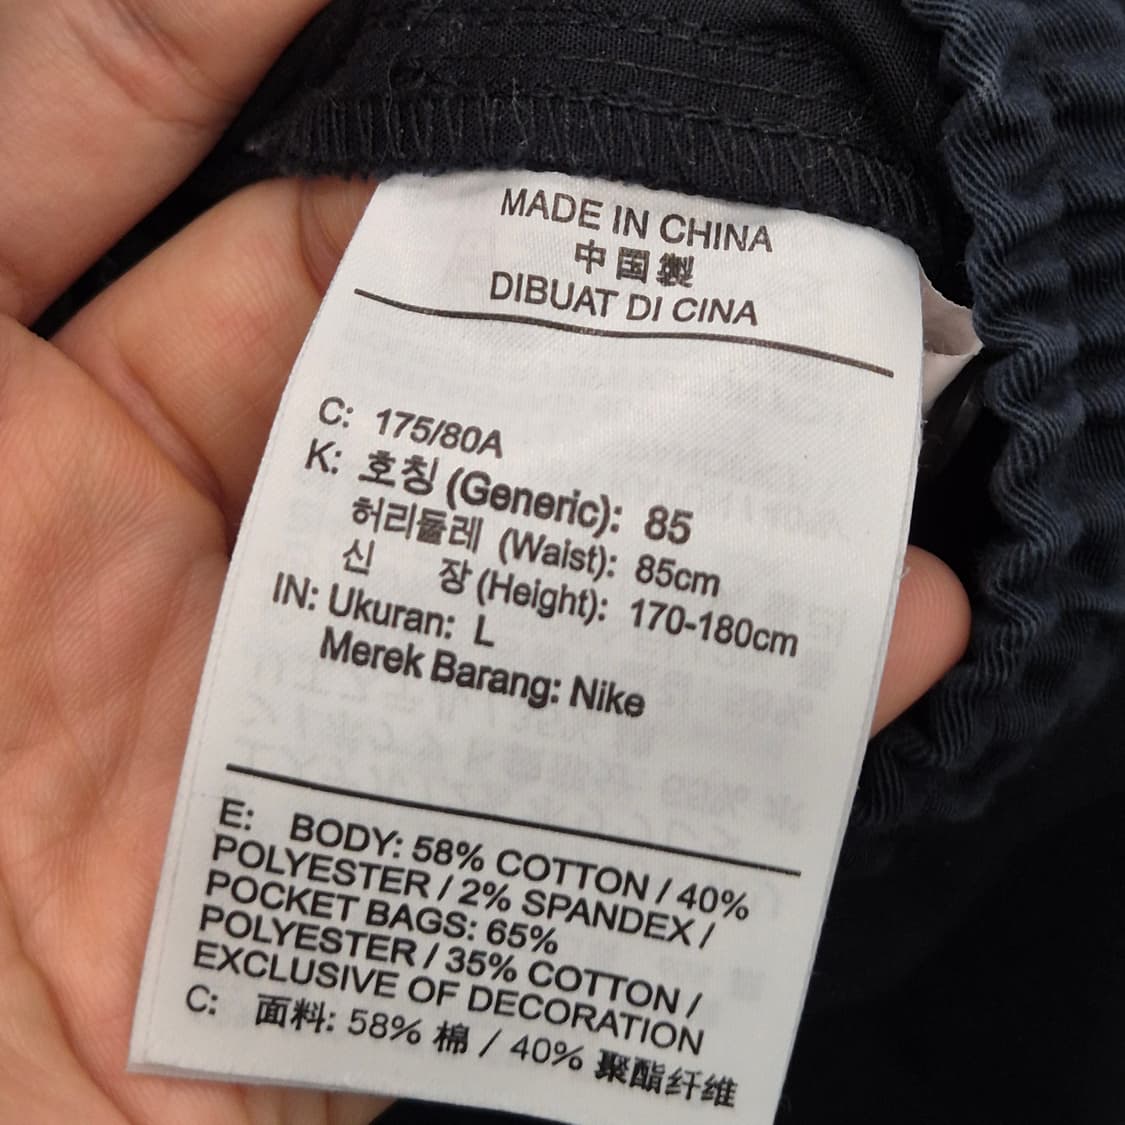 MADE IN CHINA
中国製
DIBUAT DI CINA
C: 175/80A
K: 호칭 (Generic): 85
허리둘레 (Waist): 85cm
신 장 (Height): 170-180cm
IN: Ukuran: L
Merek Barang: Nike
E: BODY: 58% COTTON / 40%
POLYESTER / 2% SPANDEX /
POCKET BAGS: 65%
POLYESTER / 35% COTTON /
EXCLUSIVE OF DECORATION
C: 面料: 58% 棉 / 40% 聚酯纤维